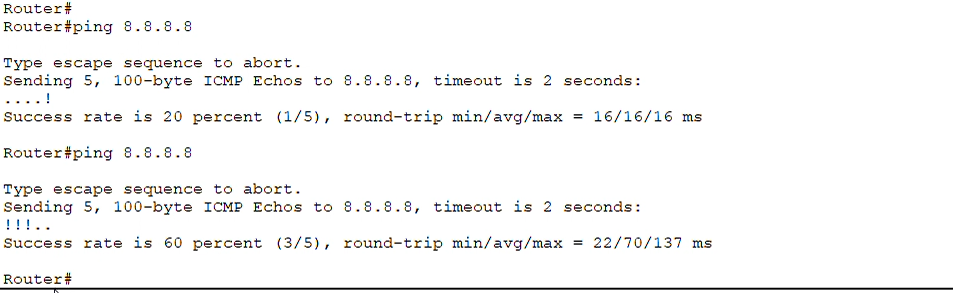 Router#
Router#ping 8.8.8.8
Type escape sequence to abort.
Sending 5, 100-byte ICMP Echos to 8.8.8.8, timeout is 2 seconds:
....!
Success rate is 20 percent (1/5), round-trip min/avg/max = 16/16/16 ms
Router#ping 8.8.8.8
Type escape sequence to abort.
Sending 5, 100-byte ICMP Echos to 8.8.8.8, timeout is 2 seconds:
!!!..
Success rate is 60 percent (3/5), round-trip min/avg/max = 22/70/137 ms
Router#